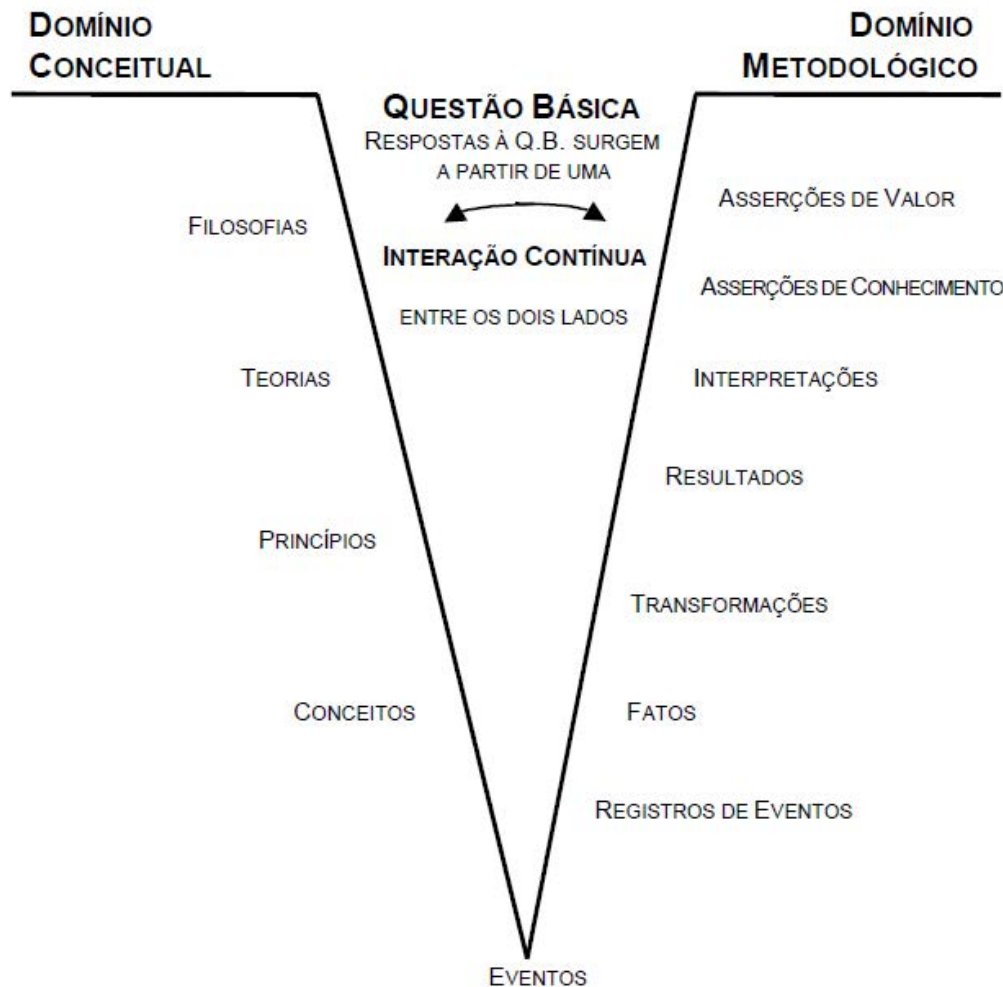 DOMÍNIO
CONCEITUAL
DOMÍNIO
METODOLÓGICO
QUESTÃO BÁSICA
RESPOSTAS À Q.B. SURGEM
A PARTIR DE UMA
INTERAÇÃO CONTÍNUA
ENTRE OS DOIS LADOS
FILOSOFIAS
TEORIAS
PRINCÍPIOS
CONCEITOS
ASSERÇÕES DE VALOR
ASSERÇÕES DE CONHECIMENTO
INTERPRETAÇÕES
RESULTADOS
TRANSFORMAÇÕES
FATOS
REGISTROS DE EVENTOS
EVENTOS